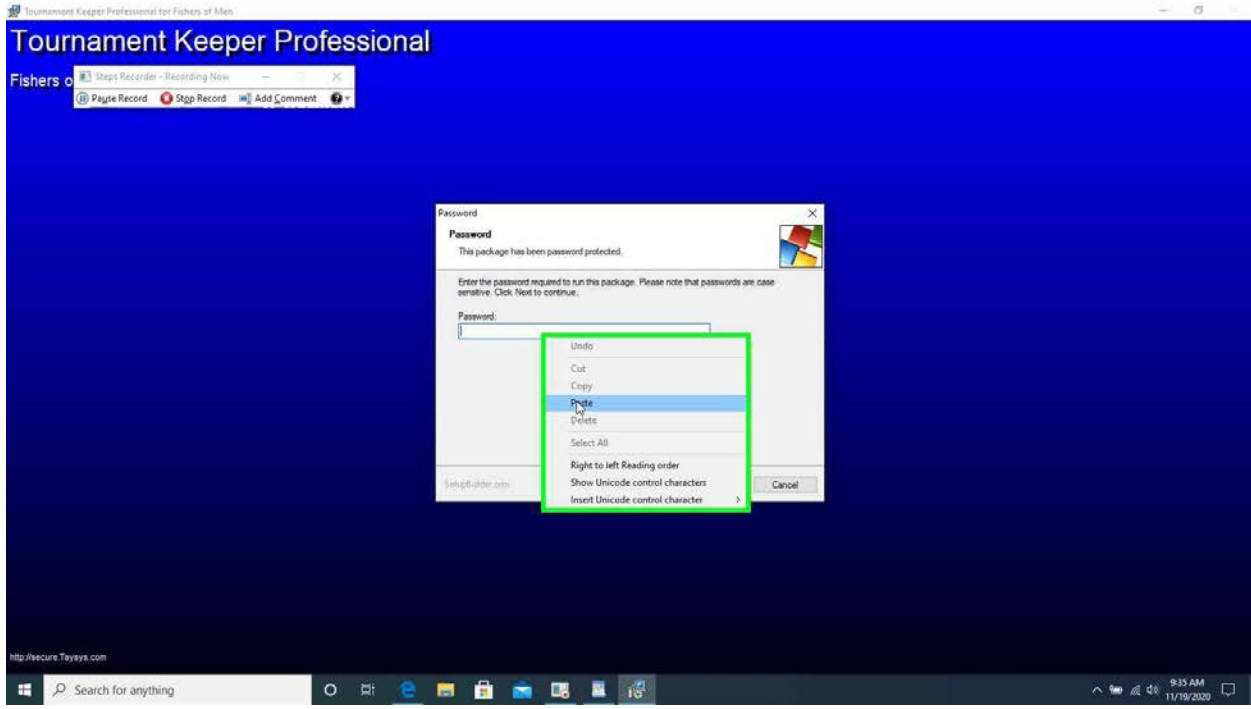 Tournament Keeper Professional for Fishers of Men
Tournament Keeper Professional
Fishers o
Steps Recorder - Recording Now
Pause Record Stop Record Add Comment
Password
Password
This package has been password protected.
Enter the password required to run this package. Please note that passwords are case
sensitive. Click Next to continue.
Password:
Undo
Cut
Copy
Paste
Delete
Select All
Right to left Reading order
Show Unicode control characters
Insert Unicode control character
SetupBuilder.com
Cancel
http://secure.Taysys.com
Search for anything
9:35 AM
11/19/2020